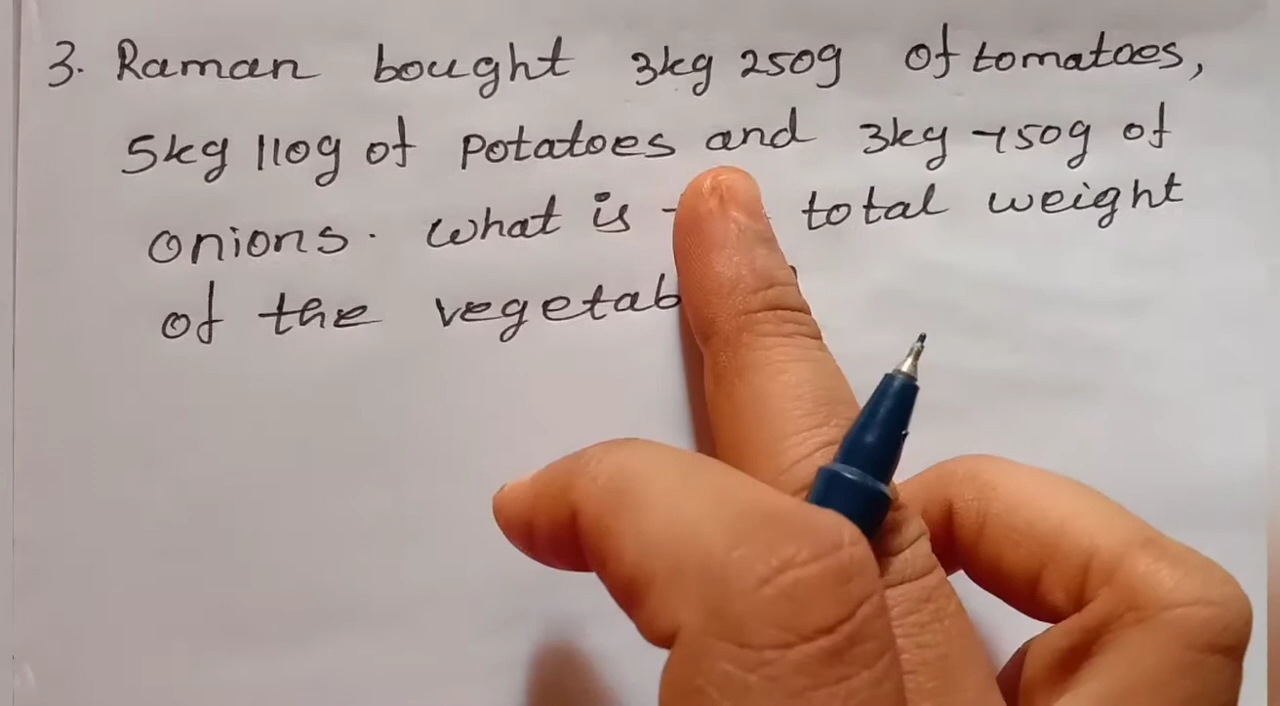 3. Raman bought 3kg 250g of tomatoes,
5kg 110g of potatoes and 3kg 750g of
onions. what is total weight
of the vegetab